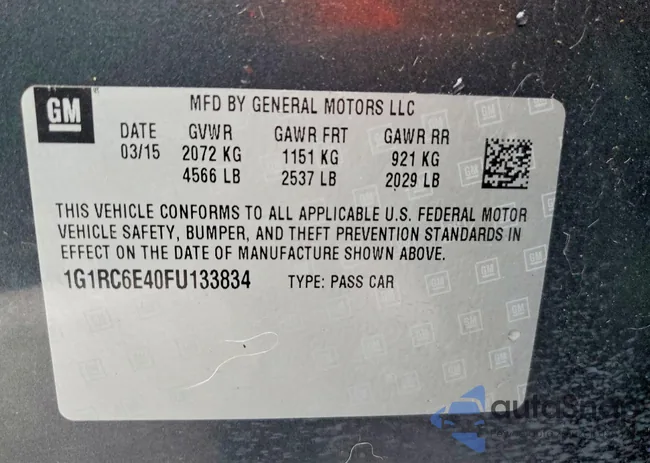 GM
MFD BY GENERAL MOTORS LLC
DATE GVWR GAWR FRT GAWR RR
03/15 2072 KG 1151 KG 921 KG
4566 LB 2537 LB 2029 LB
THIS VEHICLE CONFORMS TO ALL APPLICABLE U.S. FEDERAL MOTOR
VEHICLE SAFETY, BUMPER, AND THEFT PREVENTION STANDARDS IN
EFFECT ON THE DATE OF MANUFACTURE SHOWN ABOVE.
1G1RC6E40FU133834 TYPE: PASS CAR